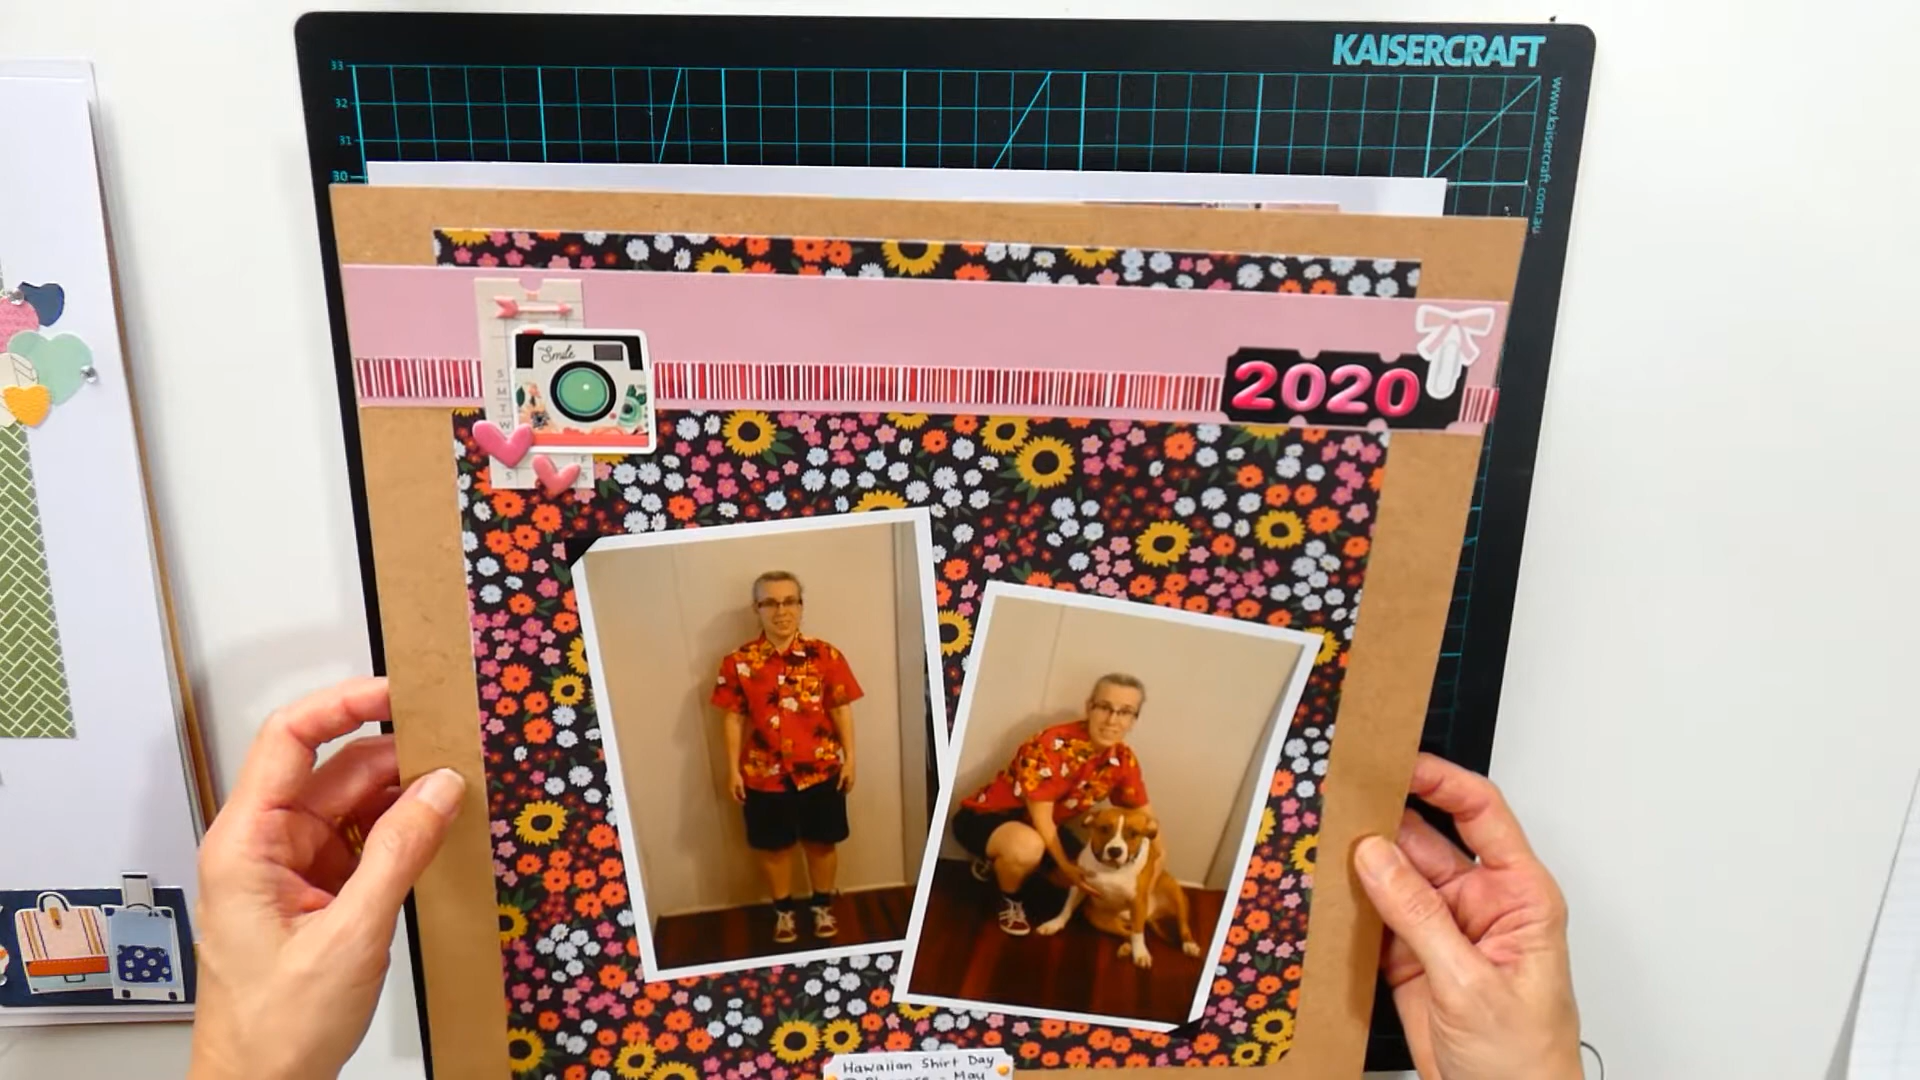 KAISERCRAFT
www.kaisercraft.com.au
33
32
31
30
Smile
S
M
T
W
S
2020
Hawaiian Shirt Day
- May